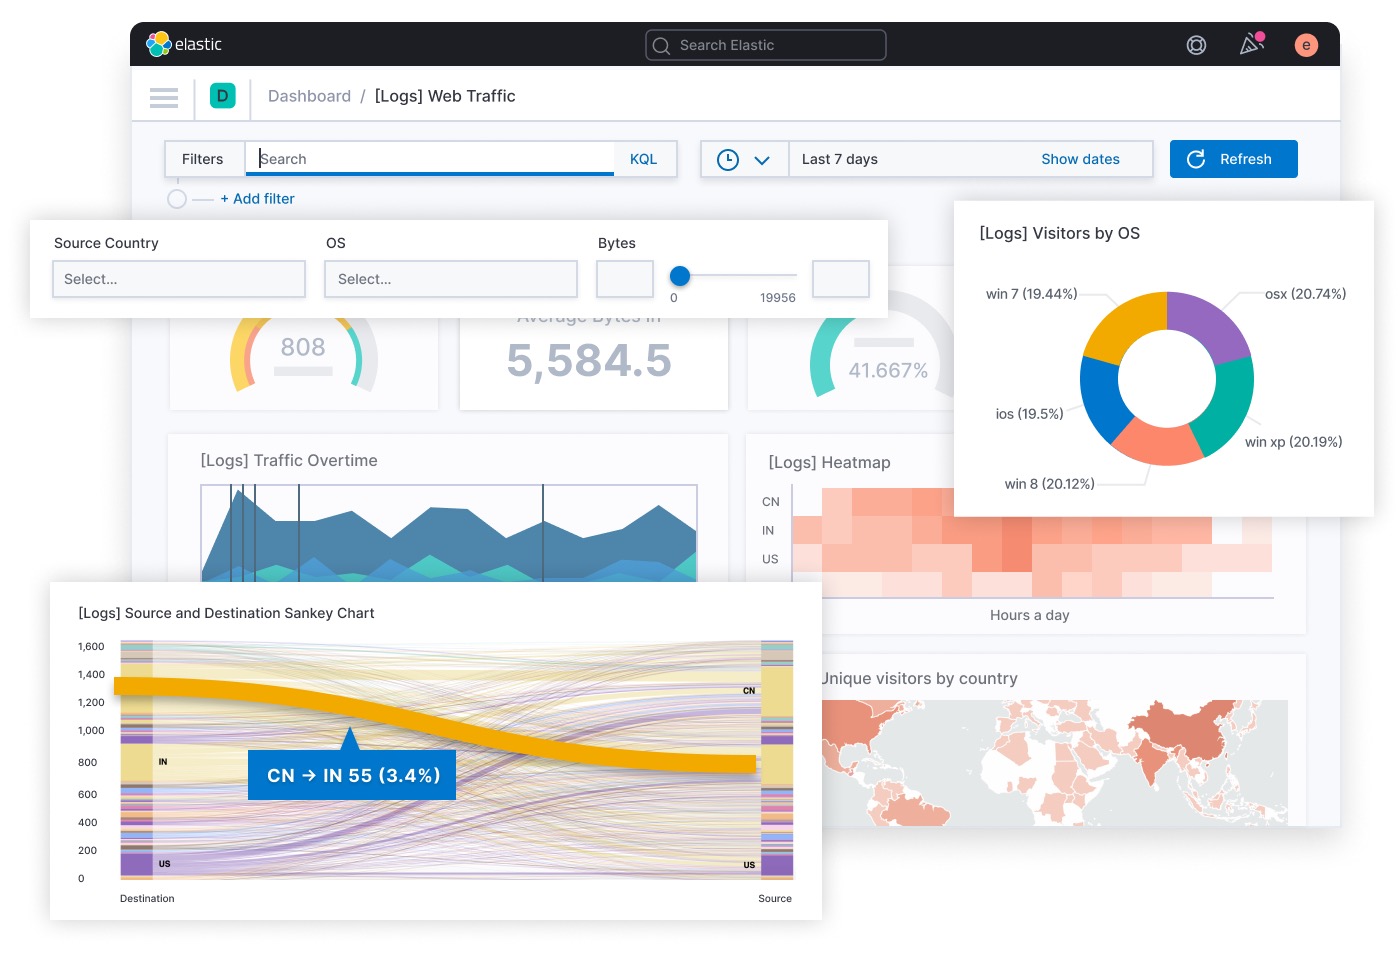 elastic
Search Elastic
e
D
Dashboard / [Logs] Web Traffic
Filters
Search
KQL
Last 7 days
Show dates
Refresh
+ Add filter
Source Country
OS
Bytes
Select...
Select...
0
19956
[Logs] Visitors by OS
win 7 (19.44%)
osx (20.74%)
ios (19.5%)
win xp (20.19%)
win 8 (20.12%)
808
Average Bytes In
5,584.5
41.667%
[Logs] Traffic Overtime
[Logs] Heatmap
CN
IN
US
Hours a day
[Logs] Source and Destination Sankey Chart
1,600
1,400
1,200
1,000
800
600
400
200
0
CN
IN
US
US
CN → IN 55 (3.4%)
Destination
Source
Unique visitors by country